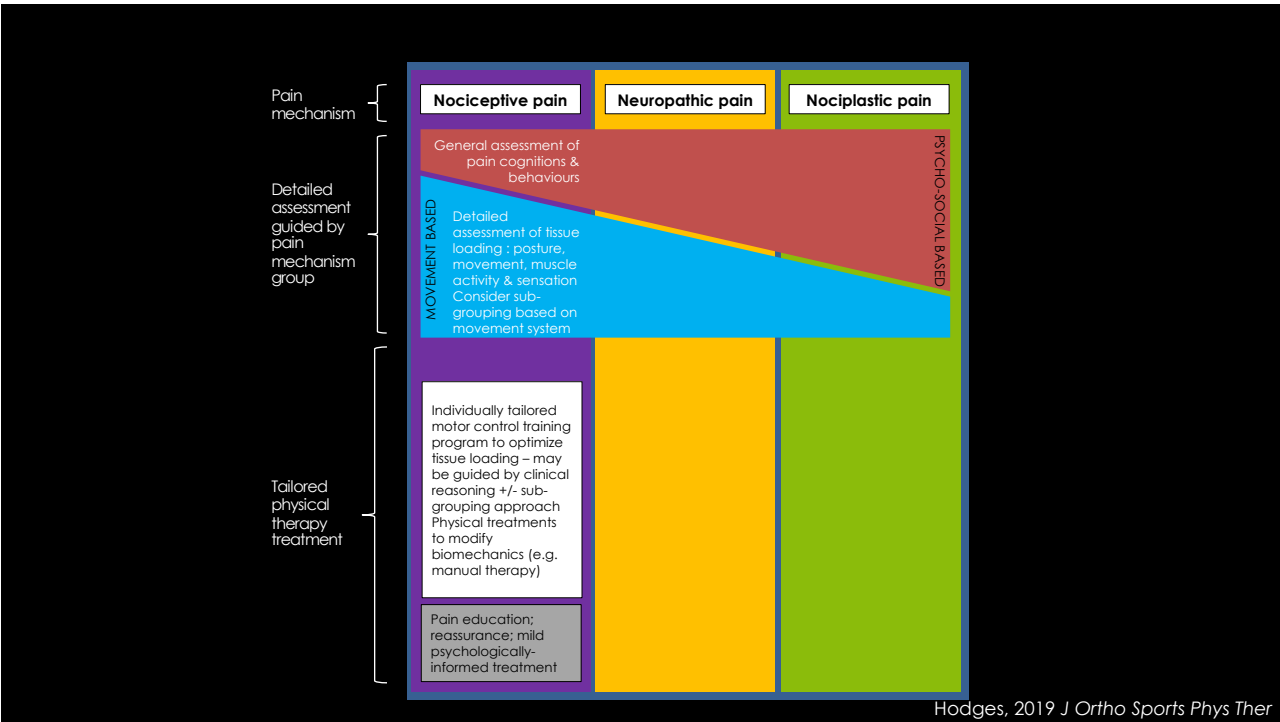 Pain
mechanism
Nociceptive pain
Neuropathic pain
Nociplastic pain
Detailed
assessment
guided by
pain
mechanism
group
General assessment of
pain cognitions &
behaviours
PSYCHO-SOCIAL BASED
MOVEMENT BASED
Detailed
assessment of tissue
loading : posture,
movement, muscle
activity & sensation
Consider sub-
grouping based on
movement system
Tailored
physical
therapy
treatment
Individually tailored
motor control training
program to optimize
tissue loading – may
be guided by clinical
reasoning +/- sub-
grouping approach
Physical treatments
to modify
biomechanics (e.g.
manual therapy)
Pain education;
reassurance; mild
psychologically-
informed treatment
Hodges, 2019 J Ortho Sports Phys Ther